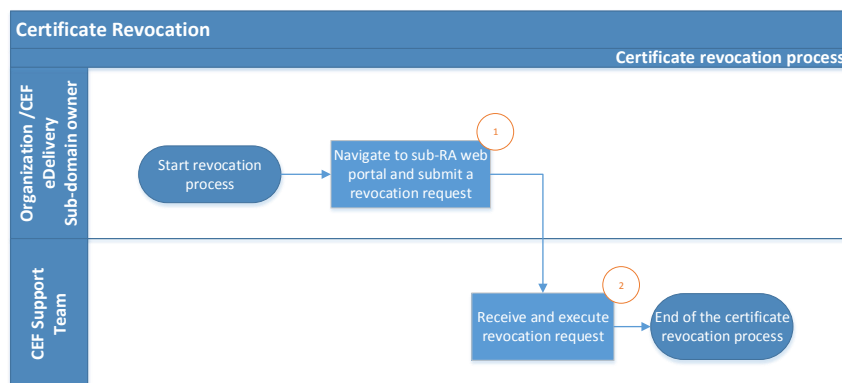 Certificate Revocation
Certificate revocation process
Organization /CEF
eDelivery
Sub-domain owner
Start revocation
process
1
Navigate to sub-RA web
portal and submit a
revocation request
CEF Support
Team
2
Receive and execute
revocation request
End of the certificate
revocation process